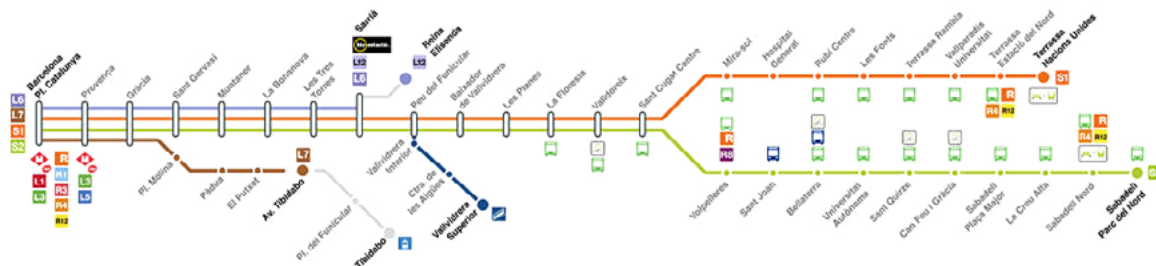 Barcelona
Pl. Catalunya
Provença
Gràcia
Sant Gervasi
Muntaner
La Bonanova
Les Tres
Torres
Sarrià
L12
L6
Reina
Elisenda
L12
Peu del Funicular
Baixador
de Vallvidrera
Les Planes
La Floresta
Valldoreix
Sant Cugat Centre
Mira-sol
Hospital
General
Rubí Centre
Les Fonts
Terrassa Rambla
Vallparadís
Universitat
Terrassa
Estació del Nord
Terrassa
Nacions Unides
S1
R
R4
R12
L6
L7
S1
S2
L1
L3
R
R1
R3
R4
R12
L3
L5
Pl. Molina
Pàdua
El Putxet
Av. Tibidabo
L7
Pl. del Funicular
Tibidabo
Vallvidrera
Inferior
Ctra. de
les Aigües
Vallvidrera
Superior
R
R8
R4
R
R12
Volpelleres
Sant Joan
Bellaterra
Universitat
Autònoma
Sant Quirze
Can Feu i Gràcia
Sabadell
Plaça Major
La Creu Alta
Sabadell Nord
Sabadell
Parc del Nord